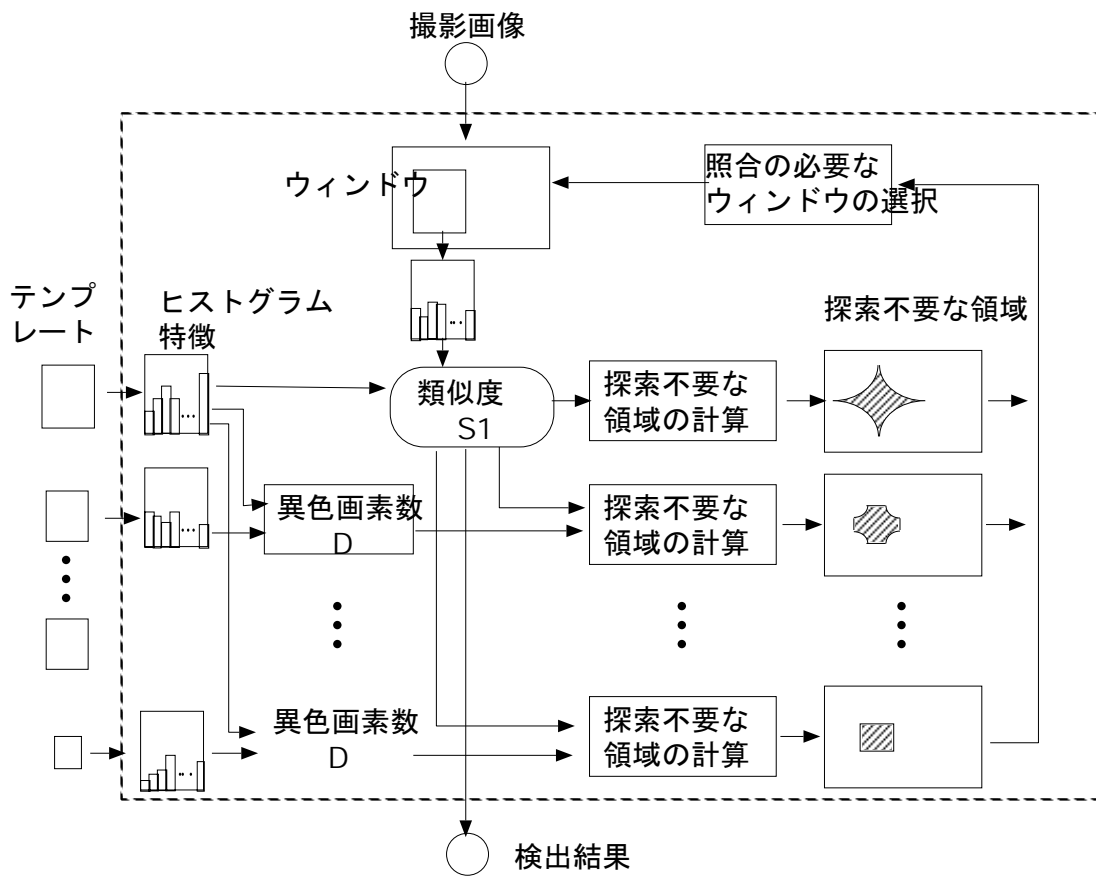 撮影画像
ウィンドウ
照合の必要な
ウィンドウの選択
テンプ
レート
ヒストグラム
特徴
探索不要な領域
類似度
S1
探索不要な
領域の計算
異色画素数
D
探索不要な
領域の計算
異色画素数
D
探索不要な
領域の計算
検出結果